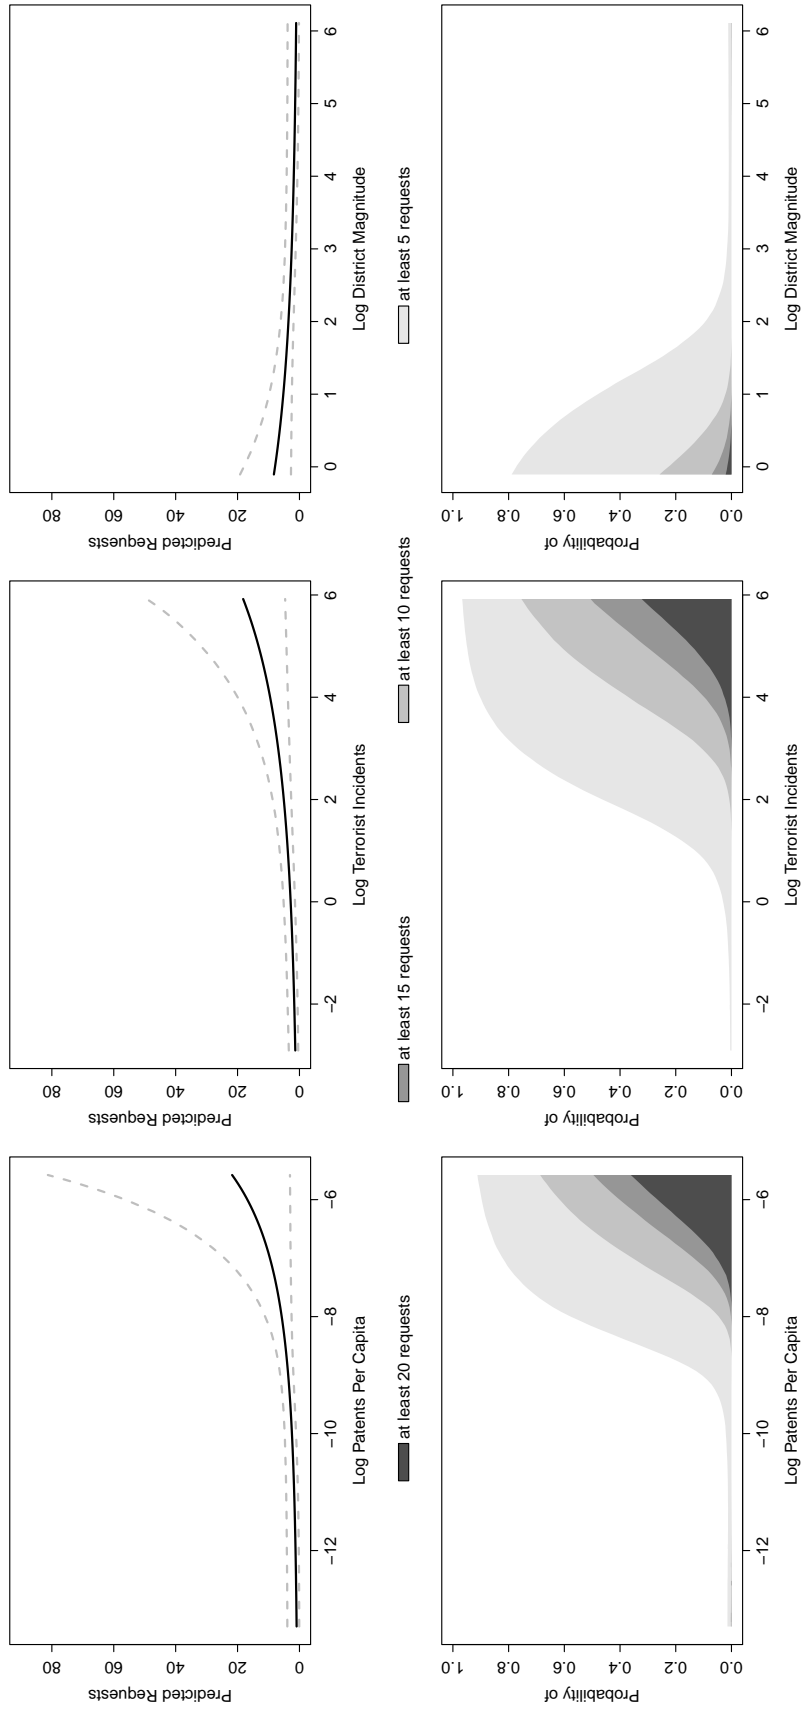 Predicted Requests
80
60
40
20
0
−12 −10 −8 −6
Log Patents Per Capita
Predicted Requests
80
60
40
20
0
−2 0 2 4 6
Log Terrorist Incidents
Predicted Requests
80
60
40
20
0
0 1 2 3 4 5 6
Log District Magnitude
at least 20 requests at least 15 requests at least 10 requests at least 5 requests
Probability of
1.0
0.8
0.6
0.4
0.2
0.0
−12 −10 −8 −6
Log Patents Per Capita
Probability of
1.0
0.8
0.6
0.4
0.2
0.0
−2 0 2 4 6
Log Terrorist Incidents
Probability of
1.0
0.8
0.6
0.4
0.2
0.0
0 1 2 3 4 5 6
Log District Magnitude